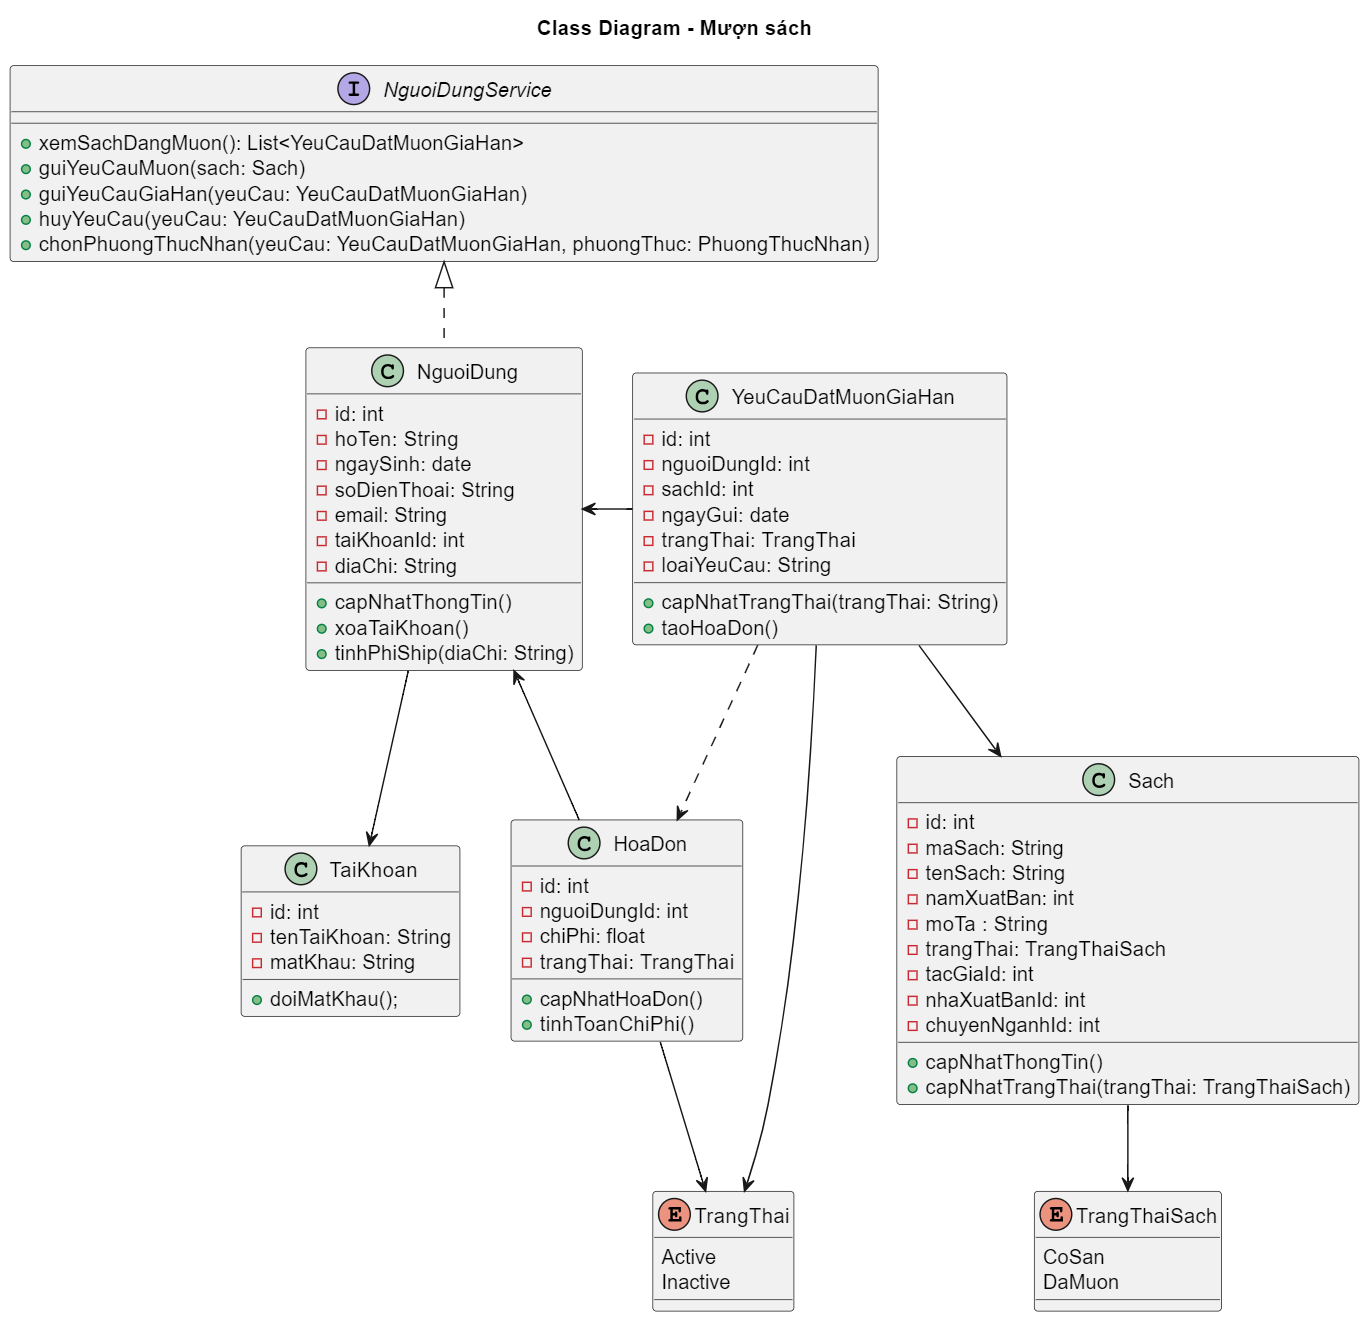 Class Diagram - Mượn sách
I
NguoiDungService
xemSachDangMuon(): List<YeuCauDatMuonGiaHan>
guiYeuCauMuon(sach: Sach)
guiYeuCauGiaHan(yeuCau: YeuCauDatMuonGiaHan)
huyYeuCau(yeuCau: YeuCauDatMuonGiaHan)
chonPhuongThucNhan(yeuCau: YeuCauDatMuonGiaHan, phuongThuc: PhuongThucNhan)
C
NguoiDung
id: int
hoTen: String
ngaySinh: date
soDienThoai: String
email: String
taiKhoanId: int
diaChi: String
capNhatThongTin()
xoaTaiKhoan()
tinhPhiShip(diaChi: String)
C
YeuCauDatMuonGiaHan
id: int
nguoiDungId: int
sachId: int
ngayGui: date
trangThai: TrangThai
loaiYeuCau: String
capNhatTrangThai(trangThai: String)
taoHoaDon()
C
Sach
id: int
maSach: String
tenSach: String
namXuatBan: int
moTa : String
trangThai: TrangThaiSach
tacGiaId: int
nhaXuatBanId: int
chuyenNganhId: int
capNhatThongTin()
capNhatTrangThai(trangThai: TrangThaiSach)
C
HoaDon
id: int
nguoiDungId: int
chiPhi: float
trangThai: TrangThai
capNhatHoaDon()
tinhToanChiPhi()
C
TaiKhoan
id: int
tenTaiKhoan: String
matKhau: String
doiMatKhau();
E
TrangThai
Active
Inactive
E
TrangThaiSach
CoSan
DaMuon